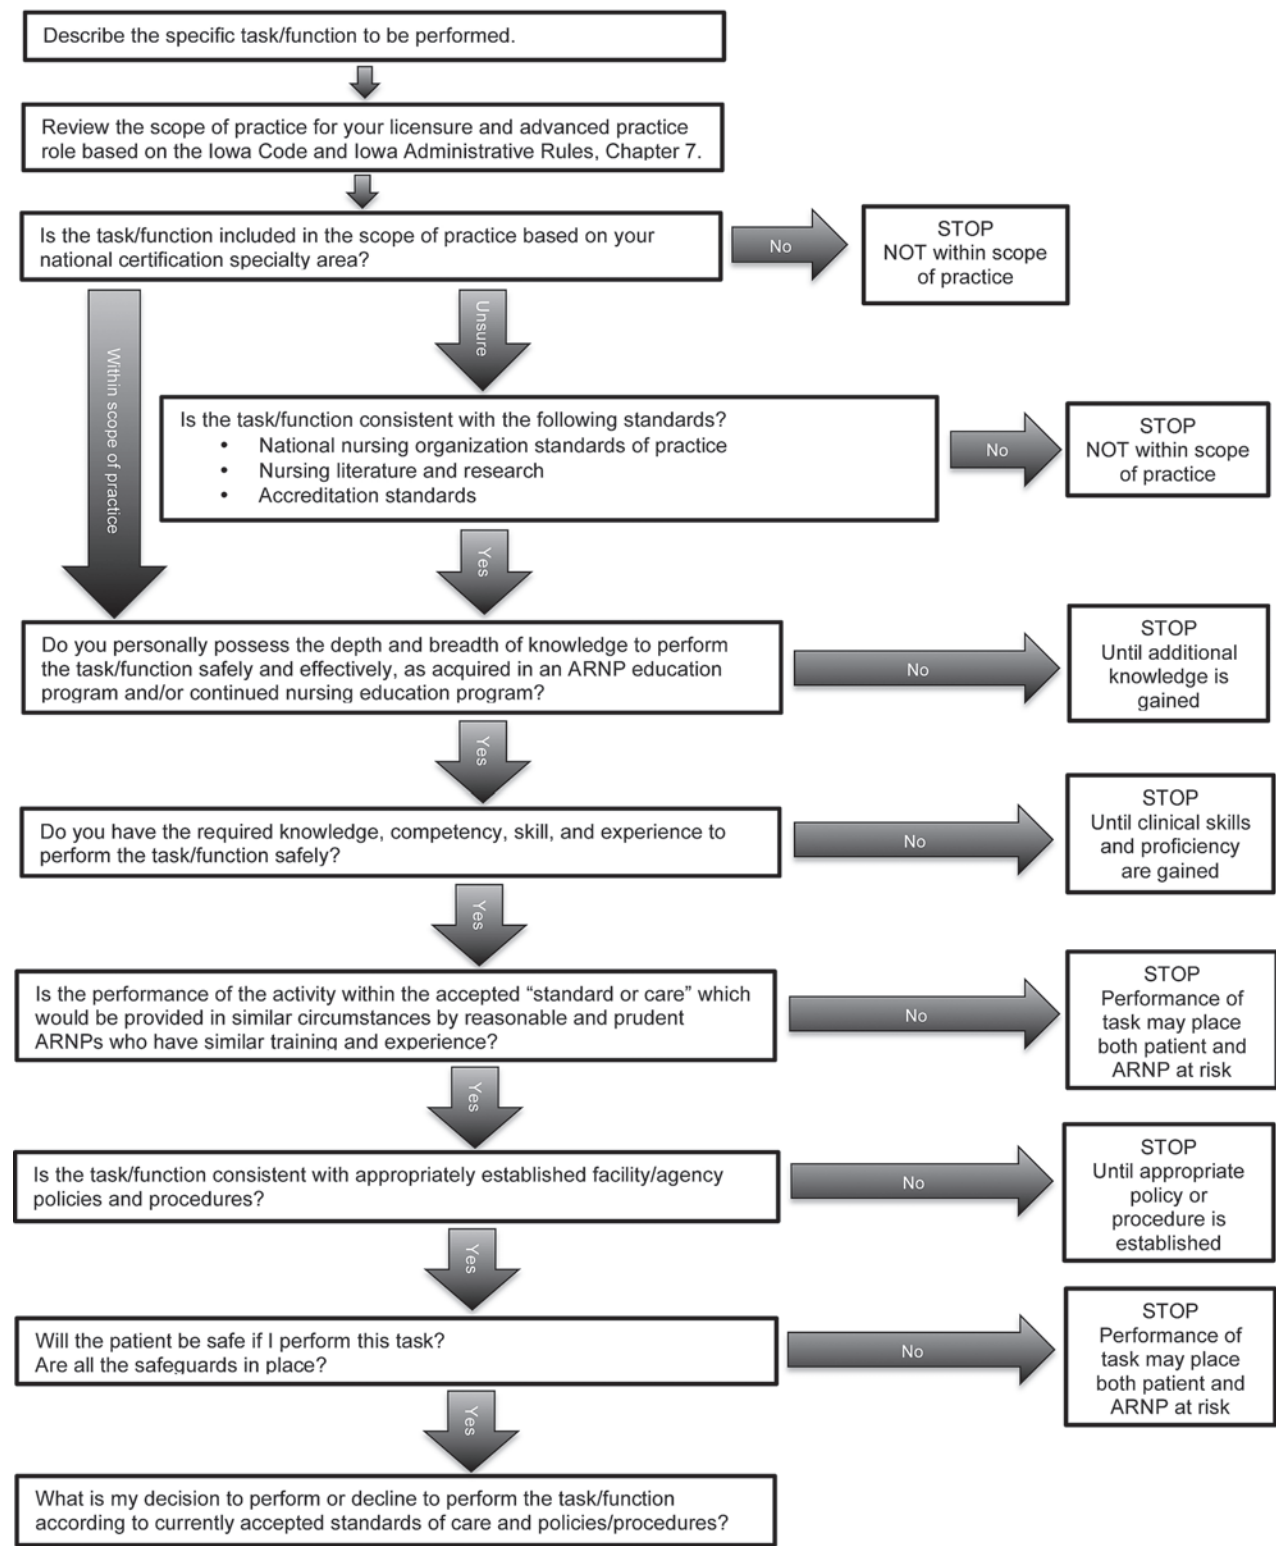 Describe the specific task/function to be performed.
Review the scope of practice for your licensure and advanced practice
role based on the Iowa Code and Iowa Administrative Rules, Chapter 7.
Is the task/function included in the scope of practice based on your
national certification specialty area?
No
STOP
NOT within scope
of practice
Within scope of practice
Unsure
Is the task/function consistent with the following standards?
• National nursing organization standards of practice
• Nursing literature and research
• Accreditation standards
No
STOP
NOT within scope
of practice
Yes
Do you personally possess the depth and breadth of knowledge to perform
the task/function safely and effectively, as acquired in an ARNP education
program and/or continued nursing education program?
No
STOP
Until additional
knowledge is
gained
Yes
Do you have the required knowledge, competency, skill, and experience to
perform the task/function safely?
No
STOP
Until clinical skills
and proficiency
are gained
Yes
Is the performance of the activity within the accepted “standard or care” which
would be provided in similar circumstances by reasonable and prudent
ARNPs who have similar training and experience?
No
STOP
Performance of
task may place
both patient and
ARNP at risk
Yes
Is the task/function consistent with appropriately established facility/agency
policies and procedures?
No
STOP
Until appropriate
policy or
procedure is
established
Yes
Will the patient be safe if I perform this task?
Are all the safeguards in place?
No
STOP
Performance of
task may place
both patient and
ARNP at risk
Yes
What is my decision to perform or decline to perform the task/function
according to currently accepted standards of care and policies/procedures?